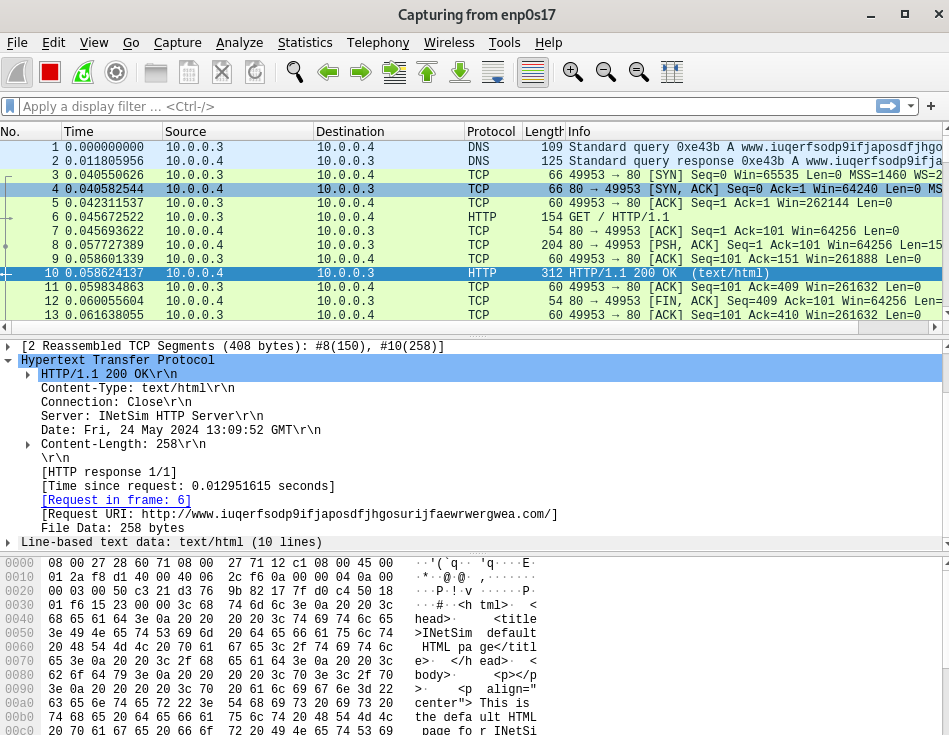 Capturing from enp0s17
File Edit View Go Capture Analyze Statistics Telephony Wireless Tools Help
Apply a display filter … <Ctrl-/>
No. Time Source Destination Protocol Length Info
1 0.000000000 10.0.0.3 10.0.0.4 DNS 109 Standard query 0xe43b A www.iuqerfsodp9ifjaposdfjhgo
2 0.011805956 10.0.0.4 10.0.0.3 DNS 125 Standard query response 0xe43b A www.iuqerfsodp9ifja
3 0.040550626 10.0.0.3 10.0.0.4 TCP 66 49953 → 80 [SYN] Seq=0 Win=65535 Len=0 MSS=1460 WS=2
4 0.040582544 10.0.0.4 10.0.0.3 TCP 66 80 → 49953 [SYN, ACK] Seq=0 Ack=1 Win=64240 Len=0 MS
5 0.042311537 10.0.0.3 10.0.0.4 TCP 60 49953 → 80 [ACK] Seq=1 Ack=1 Win=262144 Len=0
6 0.045672522 10.0.0.3 10.0.0.4 HTTP 154 GET / HTTP/1.1
7 0.045693622 10.0.0.4 10.0.0.3 TCP 54 80 → 49953 [ACK] Seq=1 Ack=101 Win=64256 Len=0
8 0.057727389 10.0.0.4 10.0.0.3 TCP 204 80 → 49953 [PSH, ACK] Seq=1 Ack=101 Win=64256 Len=15
9 0.058601339 10.0.0.3 10.0.0.4 TCP 60 49953 → 80 [ACK] Seq=101 Ack=151 Win=261888 Len=0
10 0.058624137 10.0.0.4 10.0.0.3 HTTP 312 HTTP/1.1 200 OK  (text/html)
11 0.059834863 10.0.0.3 10.0.0.4 TCP 60 49953 → 80 [ACK] Seq=101 Ack=409 Win=261632 Len=0
12 0.060055604 10.0.0.4 10.0.0.3 TCP 54 80 → 49953 [FIN, ACK] Seq=409 Ack=101 Win=64256 Len=
13 0.061638055 10.0.0.3 10.0.0.4 TCP 60 49953 → 80 [ACK] Seq=101 Ack=410 Win=261632 Len=0
[2 Reassembled TCP Segments (408 bytes): #8(150), #10(258)]
Hypertext Transfer Protocol
HTTP/1.1 200 OK\r\n
Content-Type: text/html\r\n
Connection: Close\r\n
Server: INetSim HTTP Server\r\n
Date: Fri, 24 May 2024 13:09:52 GMT\r\n
Content-Length: 258\r\n
\r\n
[HTTP response 1/1]
[Time since request: 0.012951615 seconds]
[Request in frame: 6]
[Request URI: http://www.iuqerfsodp9ifjaposdfjhgosurijfaewrwergwea.com/]
File Data: 258 bytes
Line-based text data: text/html (10 lines)
0000 08 00 27 28 60 71 08 00 27 71 12 c1 08 00 45 00 ··'(`q·· 'q····E·
0010 01 2a f8 d1 40 00 40 06 2c f6 0a 00 00 04 0a 00 ·*··@·@· ,·······
0020 00 03 00 50 c3 21 d3 76 9b 82 17 7f d0 c4 50 18 ···P·!·v ······P·
0030 01 f6 15 23 00 00 3c 68 74 6d 6c 3e 0a 20 20 3c ···#··<h tml>·  <
0040 68 65 61 64 3e 0a 20 20 20 20 3c 74 69 74 6c 65 head>·     <title
0050 3e 49 4e 65 74 53 69 6d 20 64 65 66 61 75 6c 74 >INetSim  default
0060 20 48 54 4d 4c 20 70 61 67 65 3c 2f 74 69 74 6c  HTML pa ge</titl
0070 65 3e 0a 20 20 3c 2f 68 65 61 64 3e 0a 20 20 3c e>·  </h ead>·  <
0080 62 6f 64 79 3e 0a 20 20 20 20 3c 70 3e 3c 2f 70 body>·     <p></p
0090 3e 0a 20 20 20 20 3c 70 20 61 6c 69 67 6e 3d 22 >·    <p  align="
00a0 63 65 6e 74 65 72 22 3e 54 68 69 73 20 69 73 20 center"> This is
00b0 74 68 65 20 64 65 66 61 75 6c 74 20 48 54 4d 4c the defa ult HTML
00c0 20 70 61 67 65 20 66 6f 72 20 49 4e 65 74 53 69  page fo r INetSi